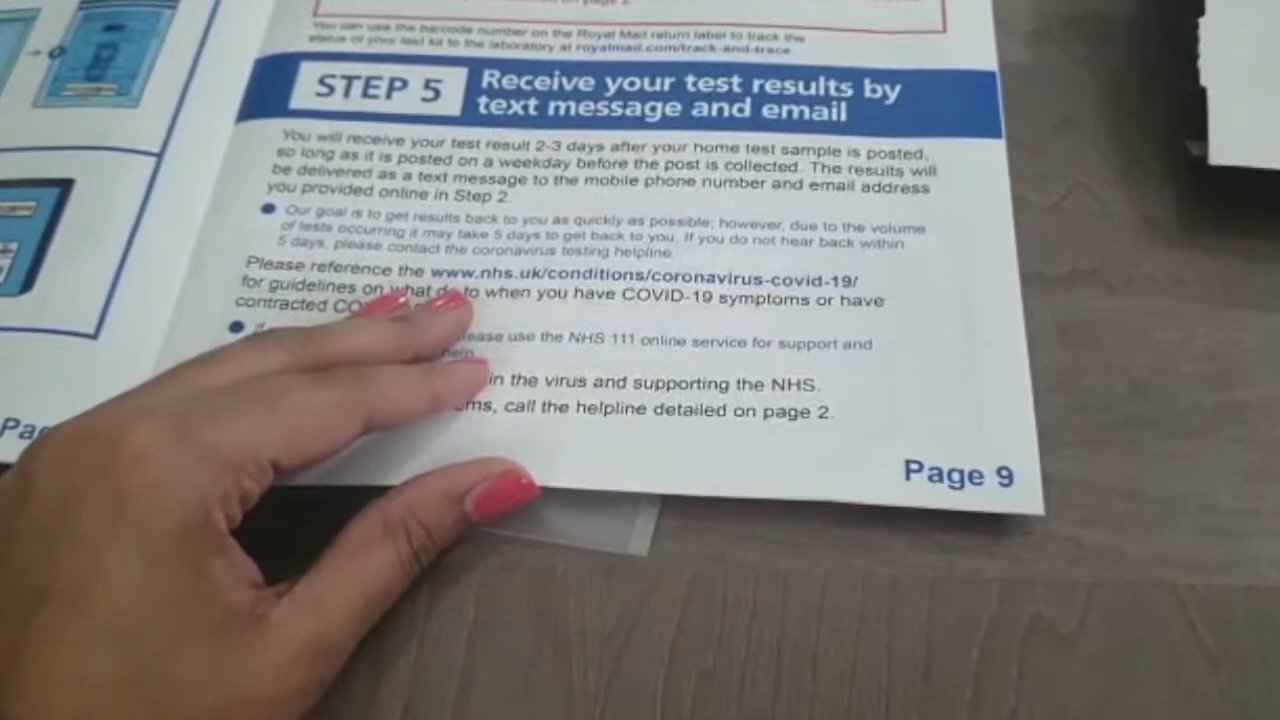 You can use the barcode number on the Royal Mail return label to track the
status of your test kit to the laboratory at royalmail.com/track-and-trace
STEP 5
Receive your test results by
text message and email
You will receive your test result 2-3 days after your home test sample is posted,
so long as it is posted on a weekday before the post is collected. The results will
be delivered as a text message to the mobile phone number and email address
you provided online in Step 2.
Our goal is to get results back to you as quickly as possible; however, due to the volume
of tests occurring it may take 5 days to get back to you. If you do not hear back within
5 days, please contact the coronavirus testing helpline.
Please reference the www.nhs.uk/conditions/coronavirus-covid-19/
for guidelines on what do to when you have COVID-19 symptoms or have
contracted
please use the NHS 111 online service for support and
help
in the virus and supporting the NHS.
call the helpline detailed on page 2.
Page 9